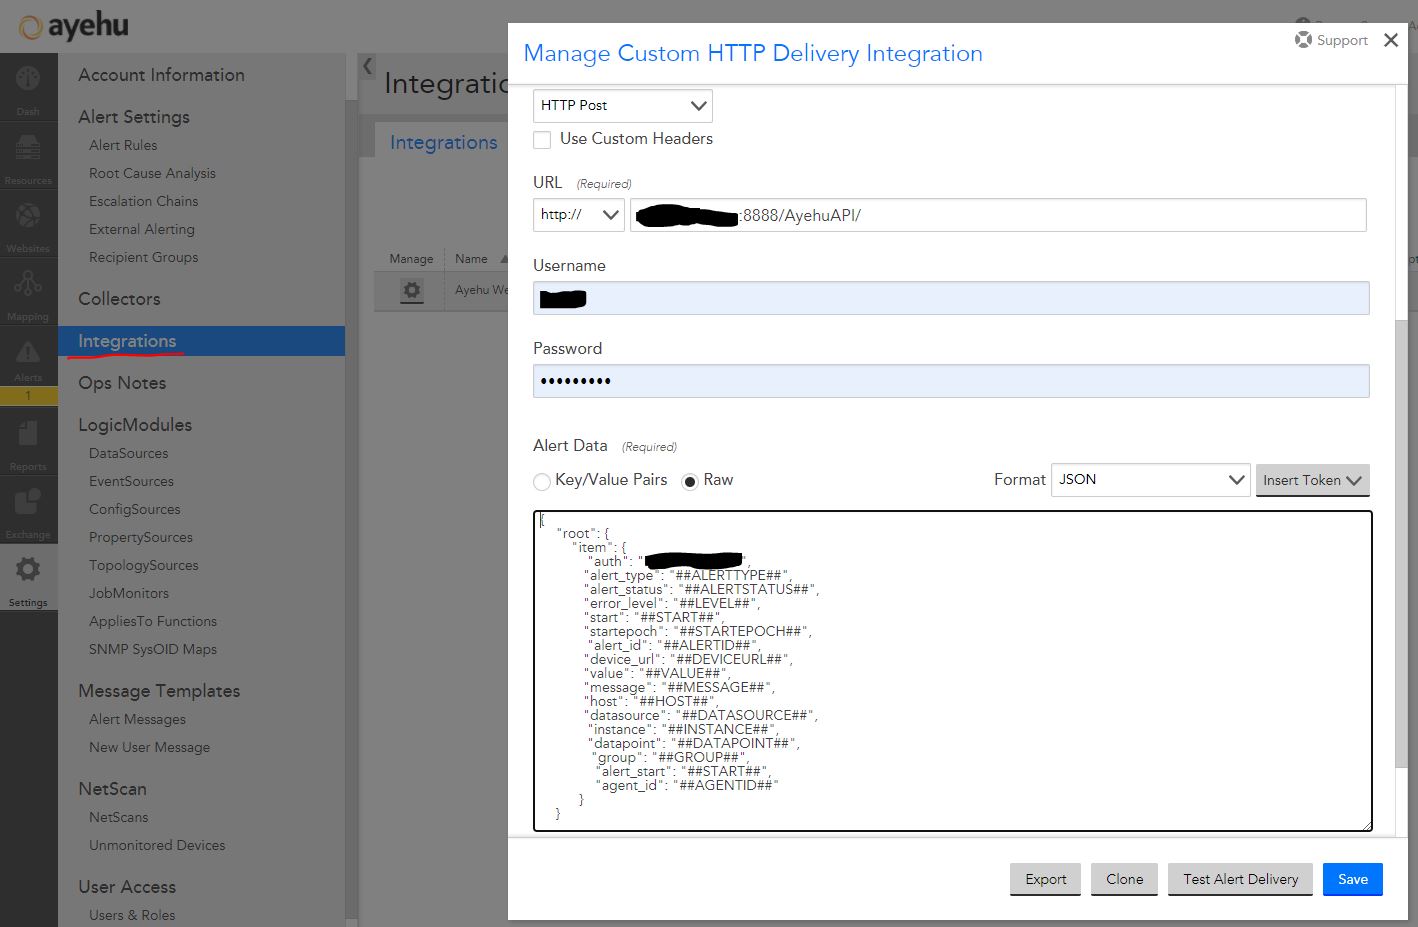 ayehu
Dash
Resources
Websites
Mapping
Alerts
1
Reports
Exchange
Settings
Account Information
Alert Settings
Alert Rules
Root Cause Analysis
Escalation Chains
External Alerting
Recipient Groups
Collectors
Integrations
Ops Notes
LogicModules
DataSources
EventSources
ConfigSources
PropertySources
TopologySources
JobMonitors
AppliesTo Functions
SNMP SysOID Maps
Message Templates
Alert Messages
New User Message
NetScan
NetScans
Unmonitored Devices
User Access
Users & Roles
Integrations
Manage Name
Ayehu
Manage Custom HTTP Delivery Integration
Support
HTTP Post
Use Custom Headers
URL (Required)
http:// :8888/AyehuAPI/
Username
Password
•••••••••
Alert Data (Required)
Key/Value Pairs Raw Format JSON Insert Token
{
"root": {
"item": {
"auth": " ",
"alert_type": "##ALERTTYPE##",
"alert_status": "##ALERTSTATUS##",
"error_level": "##LEVEL##",
"start": "##START##",
"startepoch": "##STARTEPOCH##",
"alert_id": "##ALERTID##",
"device_url": "##DEVICEURL##",
"value": "##VALUE##",
"message": "##MESSAGE##",
"host": "##HOST##",
"datasource": "##DATASOURCE##",
"instance": "##INSTANCE##",
"datapoint": "##DATAPOINT##",
"group": "##GROUP##",
"alert_start": "##START##",
"agent_id": "##AGENTID##"
}
}
Export Clone Test Alert Delivery Save